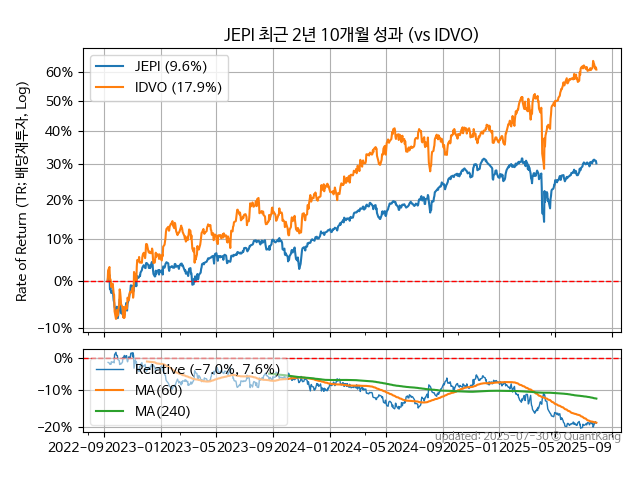 JEPI 최근 2년 10개월 성과 (vs IDVO)
Rate of Return (TR; 배당재투자, Log)
60%
50%
40%
30%
20%
10%
0%
−10%
JEPI (9.6%)
IDVO (17.9%)
0%
−10%
−20%
Relative (−7.0%, 7.6%)
MA(60)
MA(240)
2022−09 2023−01 2023−05 2023−09 2024−01 2024−05 2024−09 2025−01 2025−05 2025−09
updated: 2025-07-30 © QuantKang